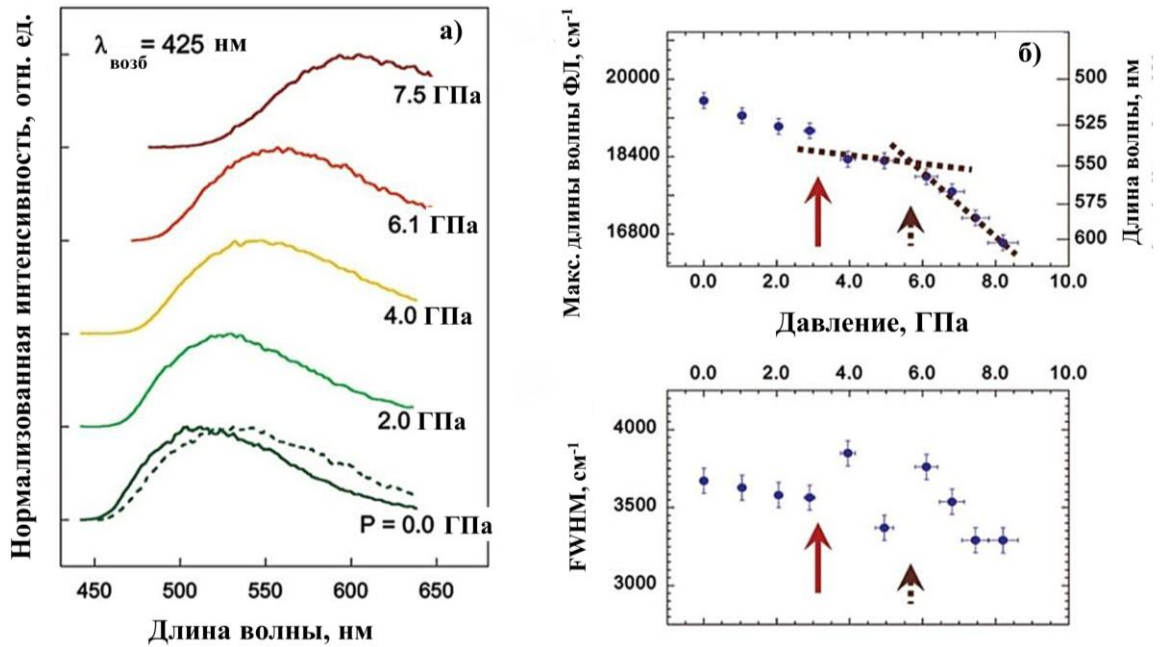 Нормализованная интенсивность, отн. ед.
а)
λвозб = 425 нм
7.5 ГПа
6.1 ГПа
4.0 ГПа
2.0 ГПа
P = 0.0 ГПа
450 500 550 600 650
Длина волны, нм
Макс. длины волны ФЛ, см-1
б)
20000
18400
16800
500
525
550
575
600
Длина волны, нм
0.0 2.0 4.0 6.0 8.0 10.0
Давление, ГПа
0.0 2.0 4.0 6.0 8.0 10.0
FWHM, см-1
4000
3500
3000